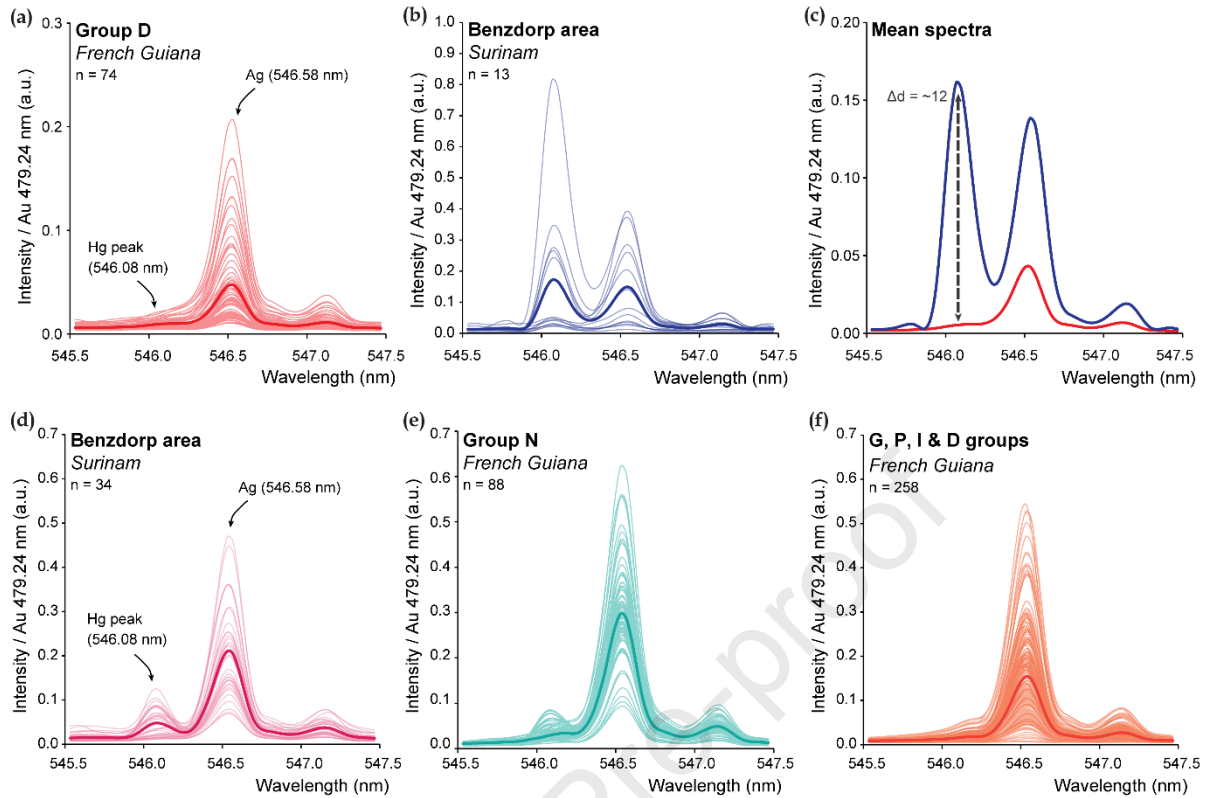 (a)
Group D
French Guiana
n = 74
Ag (546.58 nm)
Hg peak
(546.08 nm)
Intensity / Au 479.24 nm (a.u.)
0.3
0.2
0.1
0.0
545.5 546.0 546.5 547.0 547.5
Wavelength (nm)
(b)
Benzdorp area
Surinam
n = 13
Intensity / Au 479.24 nm (a.u.)
1.0
0.9
0.8
0.7
0.6
0.5
0.4
0.3
0.2
0.1
0.0
545.5 546.0 546.5 547.0 547.5
Wavelength (nm)
(c)
Mean spectra
Δd = ~12
Intensity / Au 479.24 nm (a.u.)
0.20
0.15
0.10
0.05
0.00
545.5 546.0 546.5 547.0 547.5
Wavelength (nm)
(d)
Benzdorp area
Surinam
n = 34
Ag (546.58 nm)
Hg peak
(546.08 nm)
Intensity / Au 479.24 nm (a.u.)
0.7
0.6
0.5
0.4
0.3
0.2
0.1
0.0
545.5 546.0 546.5 547.0 547.5
Wavelength (nm)
(e)
Group N
French Guiana
n = 88
Intensity / Au 479.24 nm (a.u.)
0.7
0.6
0.5
0.4
0.3
0.2
0.1
0.0
545.5 546.0 546.5 547.0 547.5
Wavelength (nm)
(f)
G, P, I & D groups
French Guiana
n = 258
Intensity / Au 479.24 nm (a.u.)
0.7
0.6
0.5
0.4
0.3
0.2
0.1
0.0
545.5 546.0 546.5 547.0 547.5
Wavelength (nm)
Pre-proof